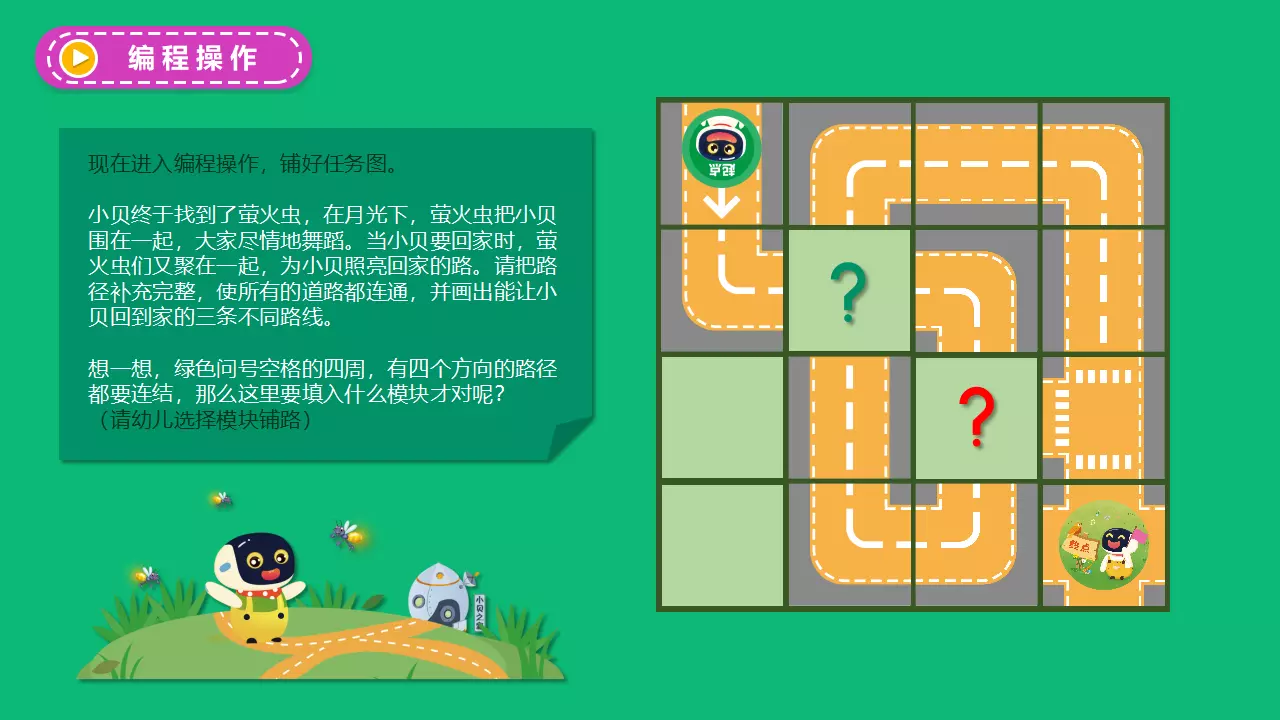 编程操作
现在进入编程操作，铺好任务图。
小贝终于找到了萤火虫，在月光下，萤火虫把小贝
围在一起，大家尽情地舞蹈。当小贝要回家时，萤
火虫们又聚在一起，为小贝照亮回家的路。请把路
径补充完整，使所有的道路都连通，并画出能让小
贝回到家的三条不同路线。
想一想，绿色问号空格的四周，有四个方向的路径
都要连结，那么这里要填入什么模块才对呢？
（请幼儿选择模块铺路）
起点
?
?
终点
小贝之家